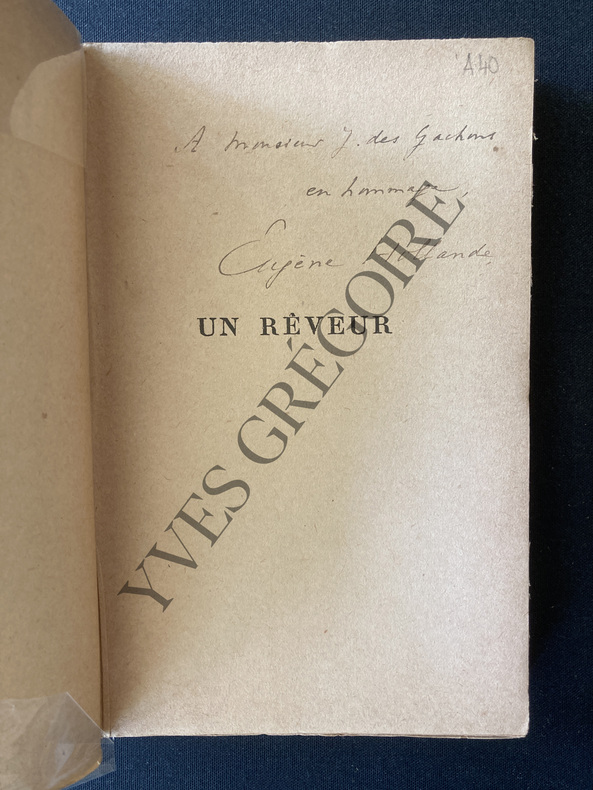 A40
A Monsieur J. des Gachons
en hommage,
Eugène Hollande
UN RÊVEUR
YVES GRÉGOIRE